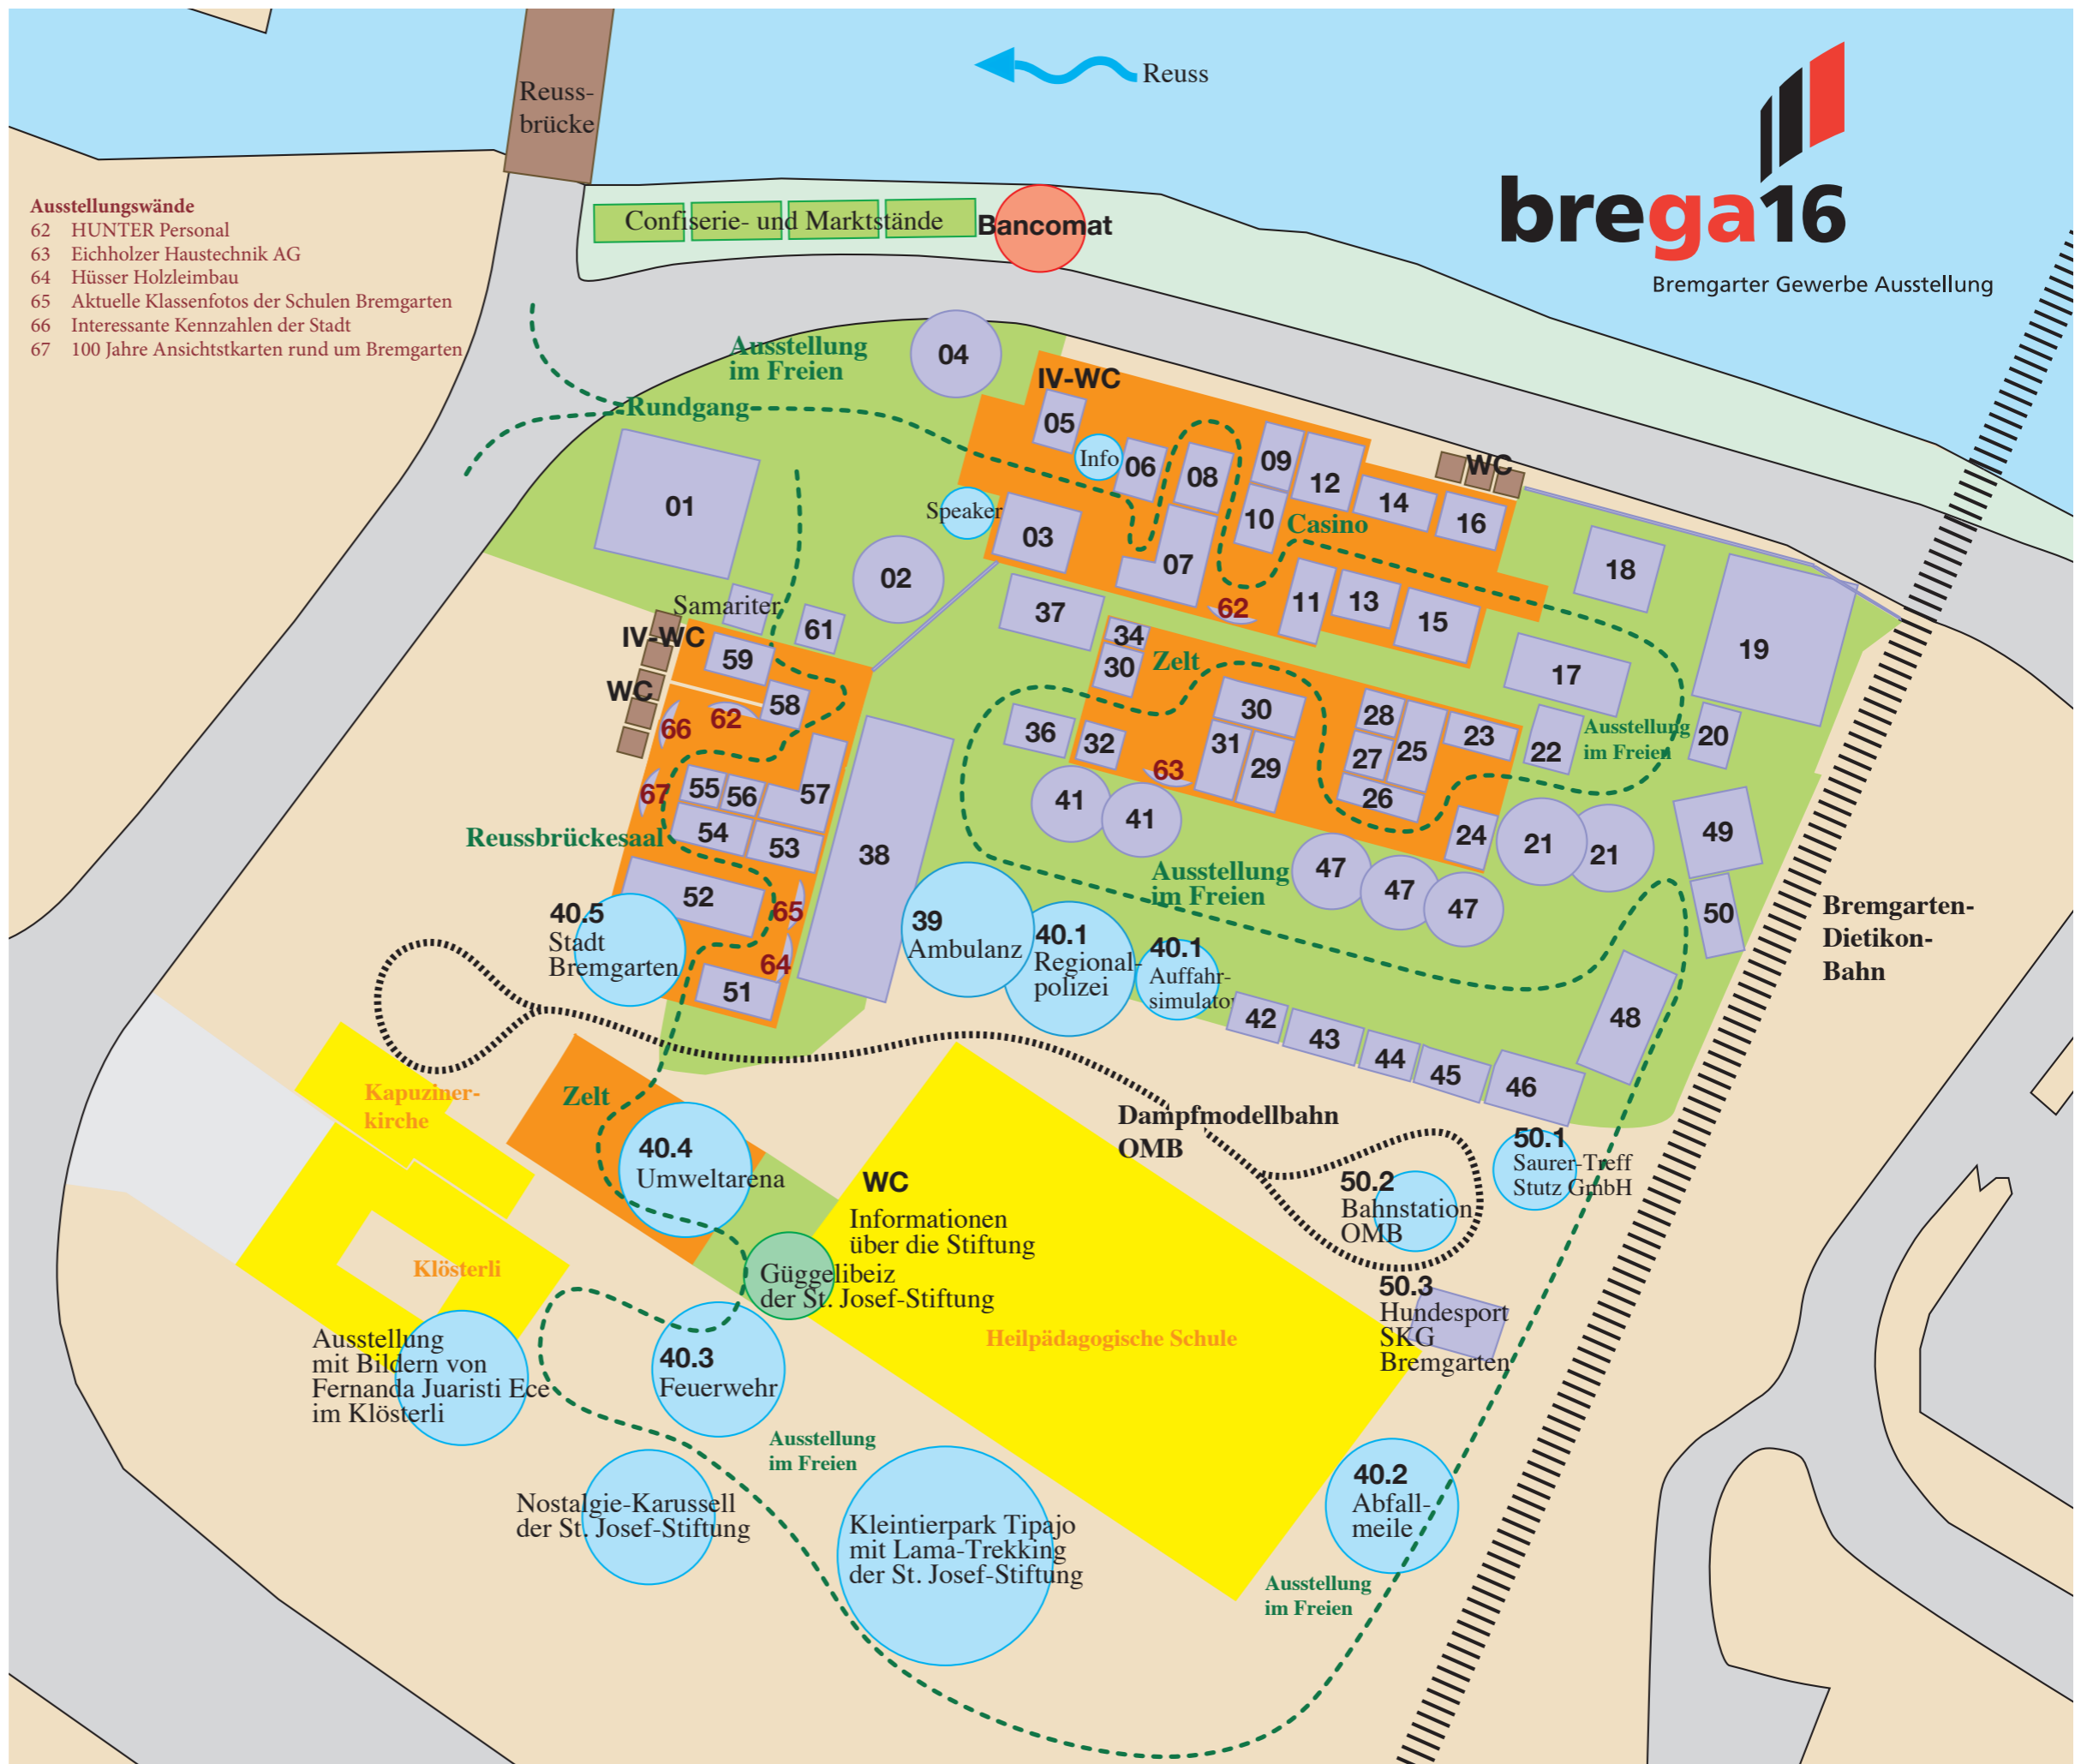 Reuss-
brücke
Reuss
brega16
Bremgarter Gewerbe Ausstellung
Ausstellungswände
62 HUNTER Personal
63 Eichholzer Haustechnik AG
64 Hüsser Holzleimbau
65 Aktuelle Klassenfotos der Schulen Bremgarten
66 Interessante Kennzahlen der Stadt
67 100 Jahre Ansichtstkarten rund um Bremgarten
Confiserie- und Marktstände
Bancomat
Ausstellung
im Freien
04
Rundgang
IV-WC
05
Info
06
08
09
12
14
WC
16
10
Casino
01
Speaker
03
02
07
62
11
13
15
18
19
37
17
Samariter
61
IV-WC
59
WC
58
66
62
67
55
56
57
54
53
Reussbrückesaal
52
65
64
51
38
34
30
Zelt
36
32
30
31
29
63
28
27
25
23
26
24
22
Ausstellung
im Freien
20
41
41
21
21
49
50
47
47
47
Ausstellung
im Freien
Bremgarten-
Dietikon-
Bahn
40.5
Stadt
Bremgarten
39
Ambulanz
40.1
Regional-
polizei
40.1
Auffahr-
simulator
42
43
44
45
46
48
Kapuziner-
kirche
Zelt
40.4
Umweltarena
Klösterli
WC
Informationen
über die Stiftung
Güggelibeiz
der St. Josef-Stiftung
Dampfmodellbahn
OMB
50.1
Saurer-Treff
Stutz GmbH
50.2
Bahnstation
OMB
50.3
Hundesport
SKG
Bremgarten
Heilpädagogische Schule
Ausstellung
mit Bildern von
Fernanda Juaristi Ece
im Klösterli
40.3
Feuerwehr
Ausstellung
im Freien
Nostalgie-Karussell
der St. Josef-Stiftung
Kleintierpark Tipajo
mit Lama-Trekking
der St. Josef-Stiftung
40.2
Abfall-
meile
Ausstellung
im Freien